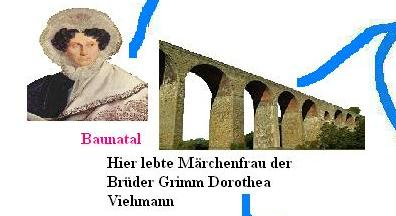 Baunatal
Hier lebte Märchenfrau der
Brüder Grimm Dorothea
Viehmann